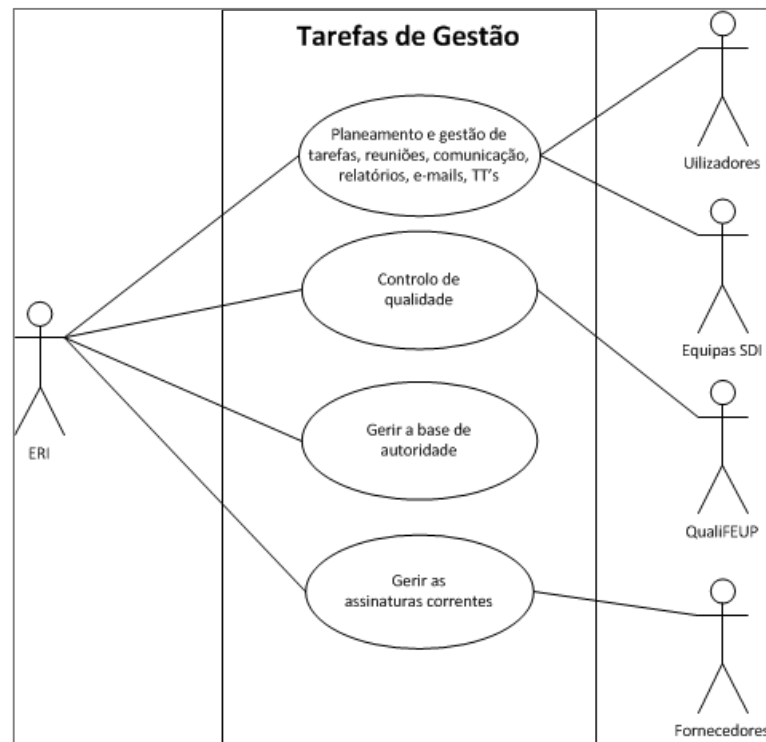 Tarefas de Gestão
Planeamento e gestão de
tarefas, reuniões, comunicação,
relatórios, e-mails, TT's
Uilizadores
Controlo de
qualidade
Equipas SDI
ERI
Gerir a base de
autoridade
QualiFEUP
Gerir as
assinaturas correntes
Fornecedores